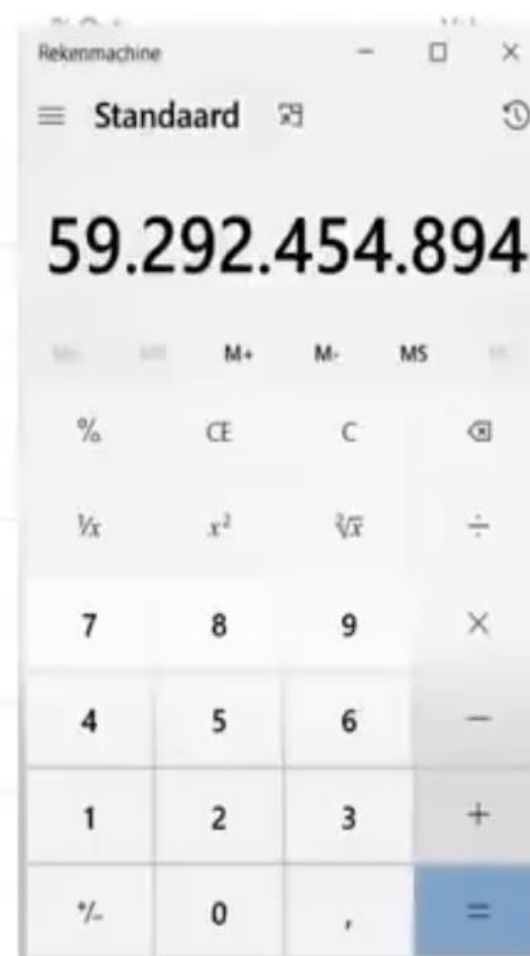 Rekenmachine
Standaard
59.292.454.894
M+ M- MS
% CE C
¹/x x² ²√x ÷
7 8 9 ×
4 5 6 −
1 2 3 +
+/- 0 , =